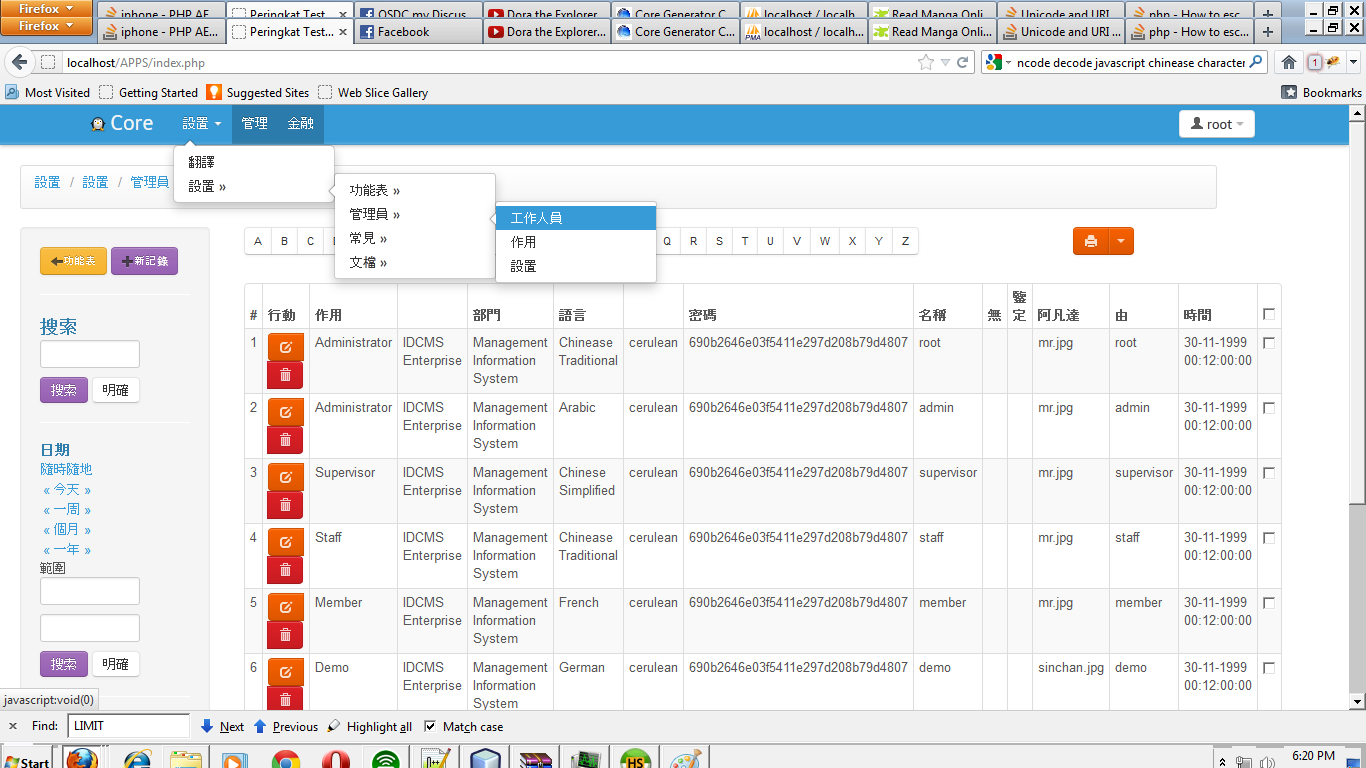 Firefox
iphone - PHP AE...
Peringkat Test...
OSDC.my Discus...
Dora the Explorer...
Core Generator C...
localhost / localh...
Read Manga Onli...
Unicode and URI ...
php - How to esc...
Firefox
iphone - PHP AE...
Peringkat Test...
Facebook
Dora the Explorer...
Core Generator C...
localhost / localh...
Read Manga Onli...
Unicode and URI ...
php - How to esc...
localhost/APPS/index.php
ncode decode javascript chinease character
1
Most Visited
Getting Started
Suggested Sites
Web Slice Gallery
Bookmarks
Core
設置
管理
金融
root
翻譯
設置 »
功能表 »
管理員 »
常見 »
文檔 »
工作人員
作用
設置
設置 / 設置 / 管理員
A B C Q R S T U V W X Y Z
功能表
新記錄
搜索
搜索 明確
日期
隨時隨地
« 今天 »
« 一周 »
« 個月 »
« 一年 »
範圍
搜索 明確
# 行動 作用 部門 語言 密碼 名稱 無 鑒定 阿凡達 由 時間
1 Administrator IDCMS Enterprise Management Information System Chinease Traditional cerulean 690b2646e03f5411e297d208b79d4807 root mr.jpg root 30-11-1999 00:12:00:00
2 Administrator IDCMS Enterprise Management Information System Arabic cerulean 690b2646e03f5411e297d208b79d4807 admin mr.jpg admin 30-11-1999 00:12:00:00
3 Supervisor IDCMS Enterprise Management Information System Chinese Simplified cerulean 690b2646e03f5411e297d208b79d4807 supervisor mr.jpg supervisor 30-11-1999 00:12:00:00
4 Staff IDCMS Enterprise Management Information System Chinease Traditional cerulean 690b2646e03f5411e297d208b79d4807 staff mr.jpg staff 30-11-1999 00:12:00:00
5 Member IDCMS Enterprise Management Information System French cerulean 690b2646e03f5411e297d208b79d4807 member mr.jpg member 30-11-1999 00:12:00:00
6 Demo IDCMS Enterprise Management Information System German cerulean 690b2646e03f5411e297d208b79d4807 demo sinchan.jpg demo 30-11-1999 00:12:00:00
javascript:void(0)
Find: LIMIT Next Previous Highlight all Match case
Start
HS
6:20 PM